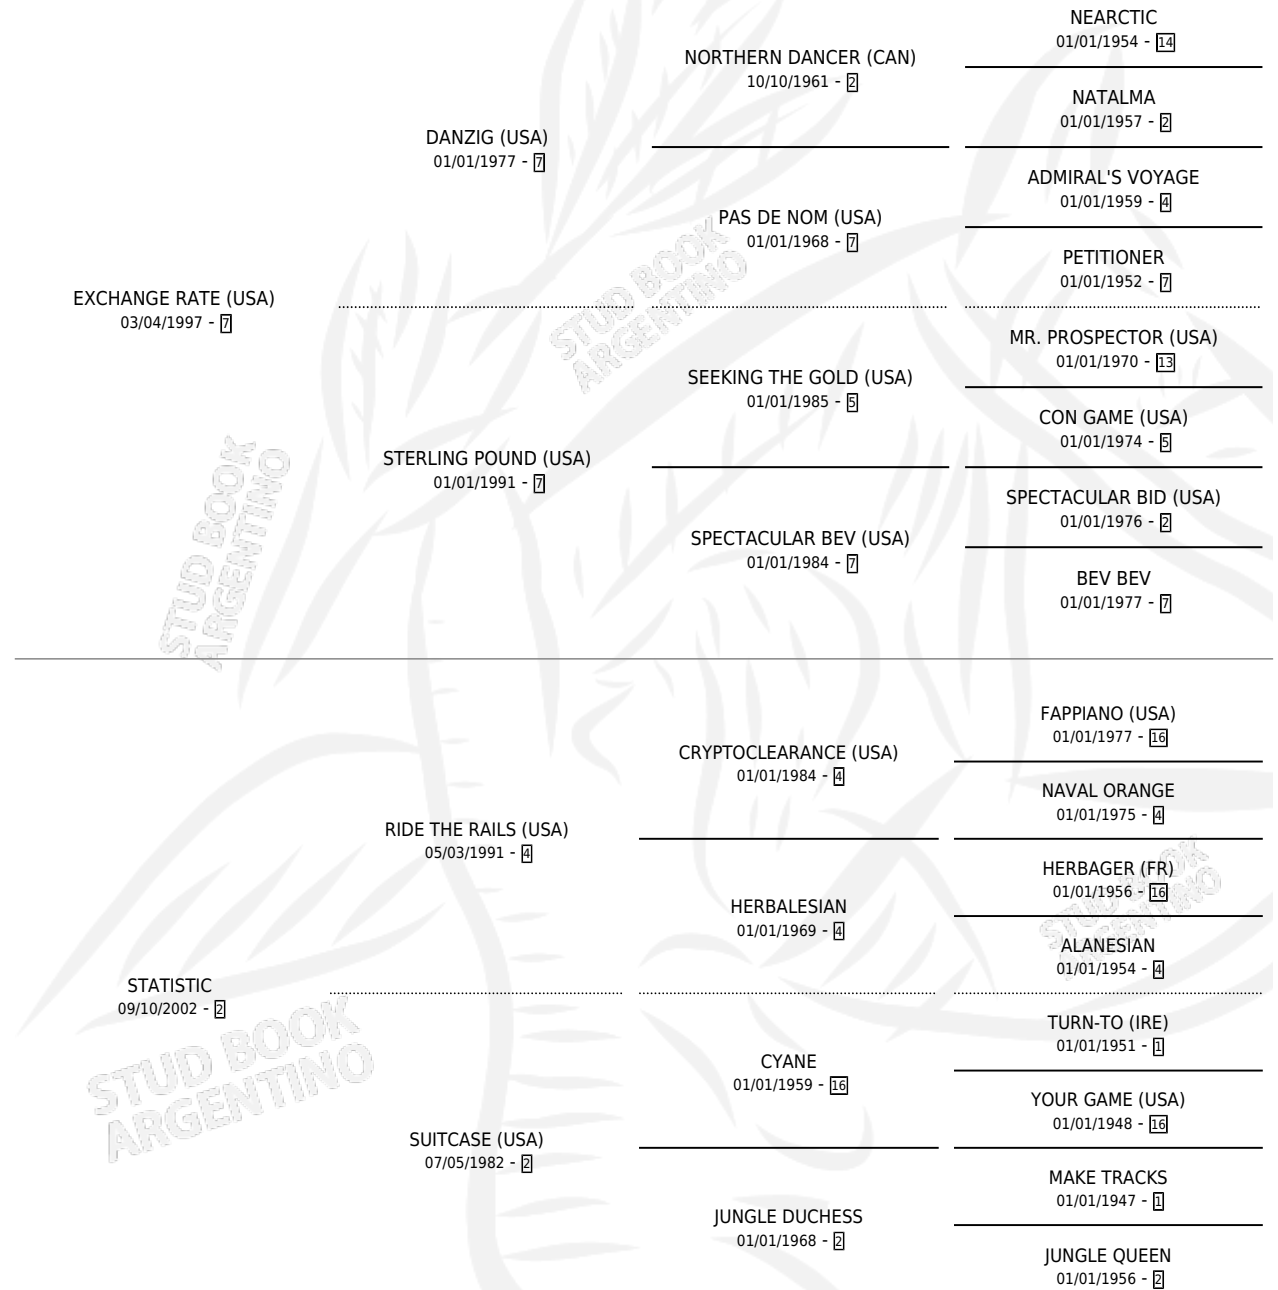 NEARCTIC
01/01/1954 - 14
NORTHERN DANCER (CAN)
10/10/1961 - 2
NATALMA
01/01/1957 - 2
DANZIG (USA)
01/01/1977 - 7
ADMIRAL'S VOYAGE
01/01/1959 - 4
PAS DE NOM (USA)
01/01/1968 - 7
PETITIONER
01/01/1952 - 7
EXCHANGE RATE (USA)
03/04/1997 - 7
STUD BOOK
ARGENTINO
MR. PROSPECTOR (USA)
01/01/1970 - 13
SEEKING THE GOLD (USA)
01/01/1985 - 5
CON GAME (USA)
01/01/1974 - 5
STERLING POUND (USA)
01/01/1991 - 7
SPECTACULAR BID (USA)
01/01/1976 - 2
SPECTACULAR BEV (USA)
01/01/1984 - 7
BEV BEV
01/01/1977 - 7
STUD BOOK
ARGENTINO
FAPPIANO (USA)
01/01/1977 - 16
CRYPTOCLEARANCE (USA)
01/01/1984 - 4
NAVAL ORANGE
01/01/1975 - 4
RIDE THE RAILS (USA)
05/03/1991 - 4
HERBAGER (FR)
01/01/1956 - 16
HERBALESIAN
01/01/1969 - 4
ALANESIAN
01/01/1954 - 4
STUD BOOK
ARGENTINO
STATISTIC
09/10/2002 - 2
TURN-TO (IRE)
01/01/1951 - 1
CYANE
01/01/1959 - 16
YOUR GAME (USA)
01/01/1948 - 16
STUD BOOK
ARGENTINO
SUITCASE (USA)
07/05/1982 - 2
MAKE TRACKS
01/01/1947 - 1
JUNGLE DUCHESS
01/01/1968 - 2
JUNGLE QUEEN
01/01/1956 - 2